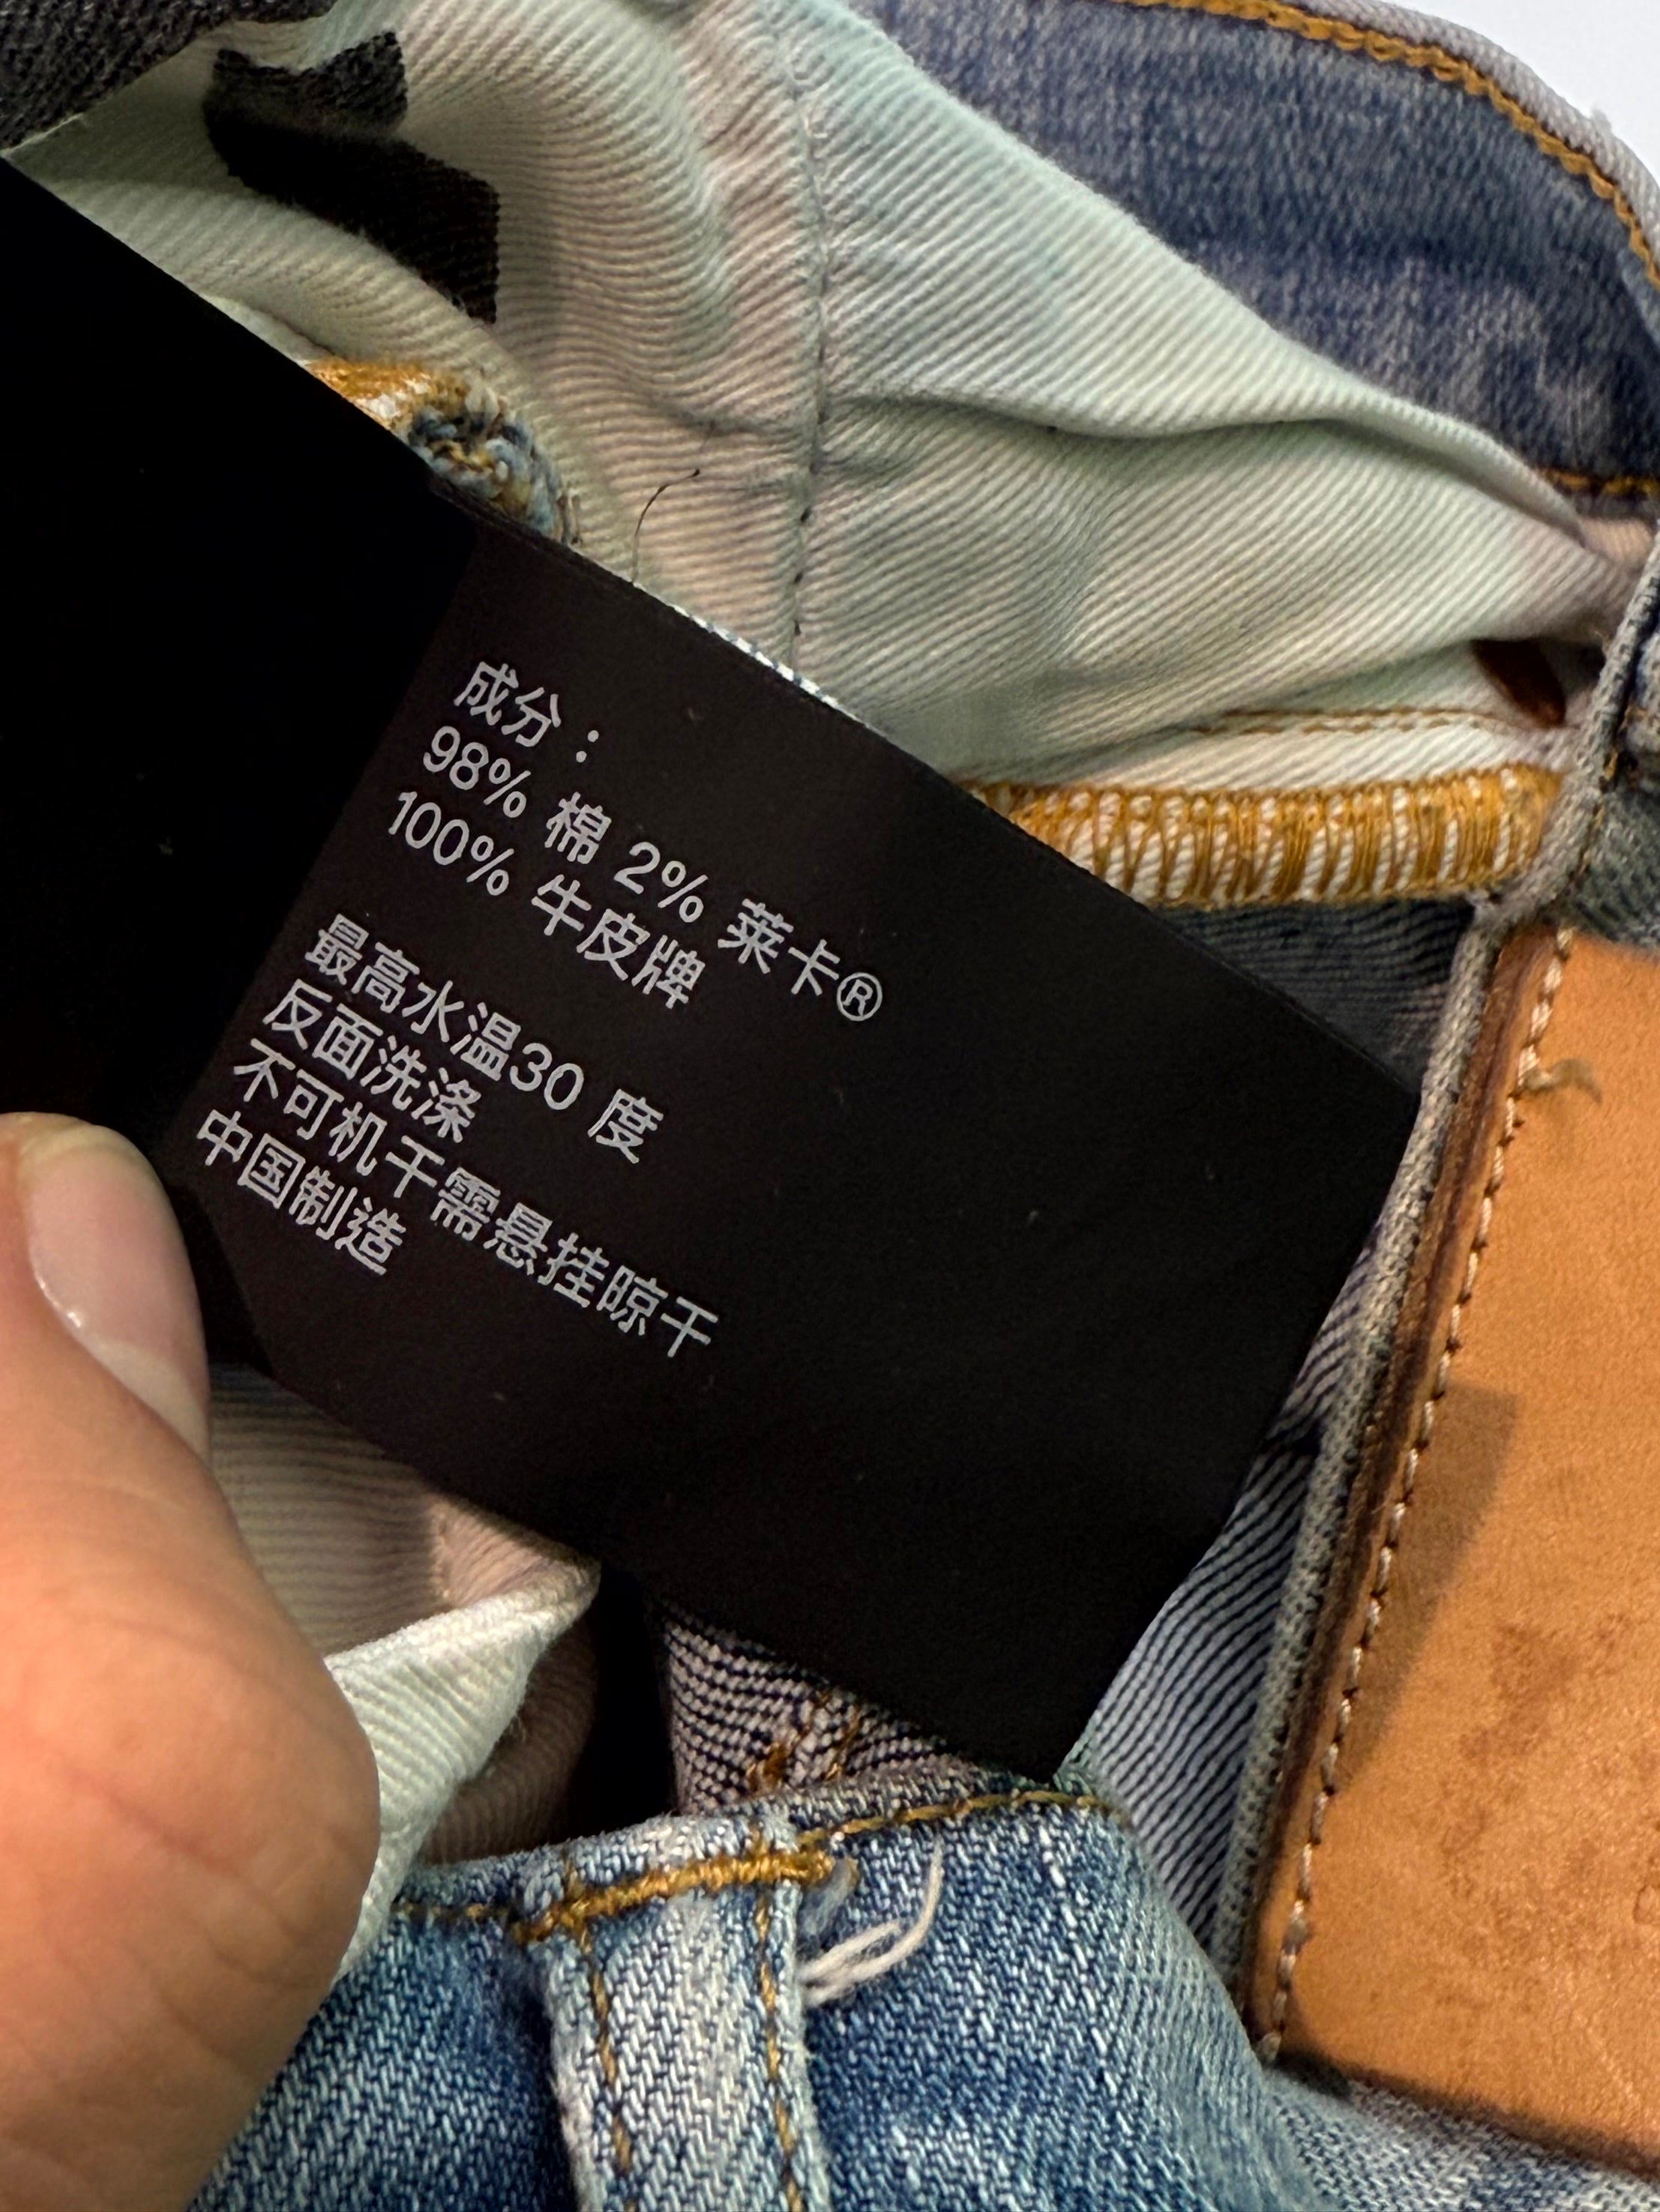 成分：
98% 棉 2% 莱卡®
100% 牛皮牌
最高水温30 度
反面洗涤
不可机干需悬挂晾干
中国制造